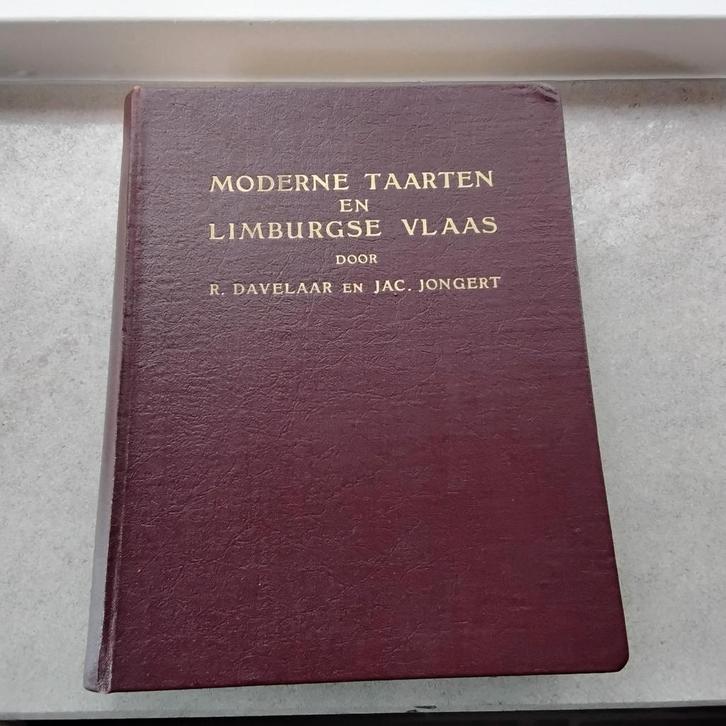 MODERNE TAARTEN
EN
LIMBURGSE VLAAS
DOOR
R. DAVELAAR EN JAC. JONGERT